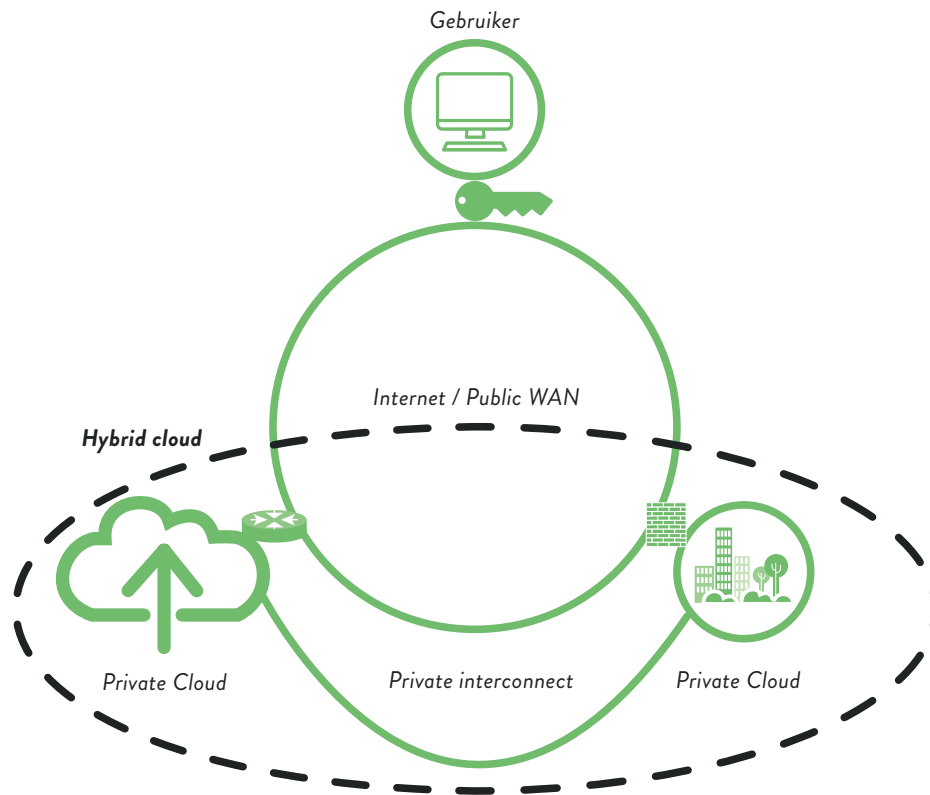 Gebruiker
Internet / Public WAN
Hybrid cloud
Private Cloud
Private interconnect
Private Cloud